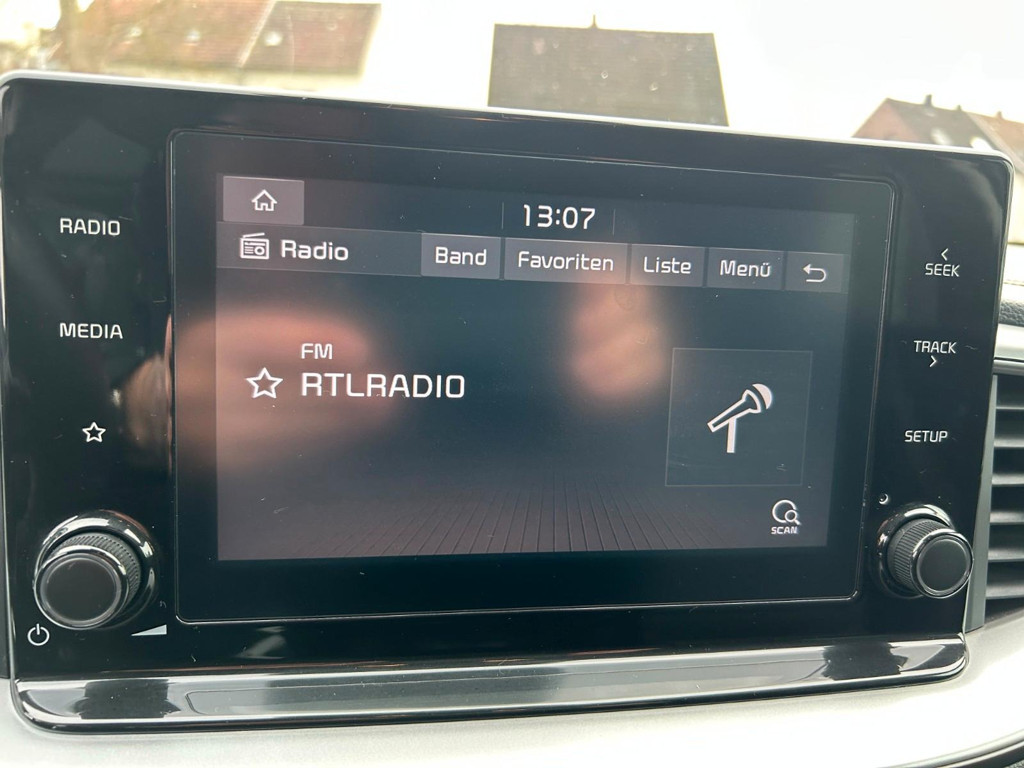 RADIO
MEDIA
13:07
Radio
Band
Favoriten
Liste
Menü
FM
RTLRADIO
SCAN
SEEK
TRACK
SETUP